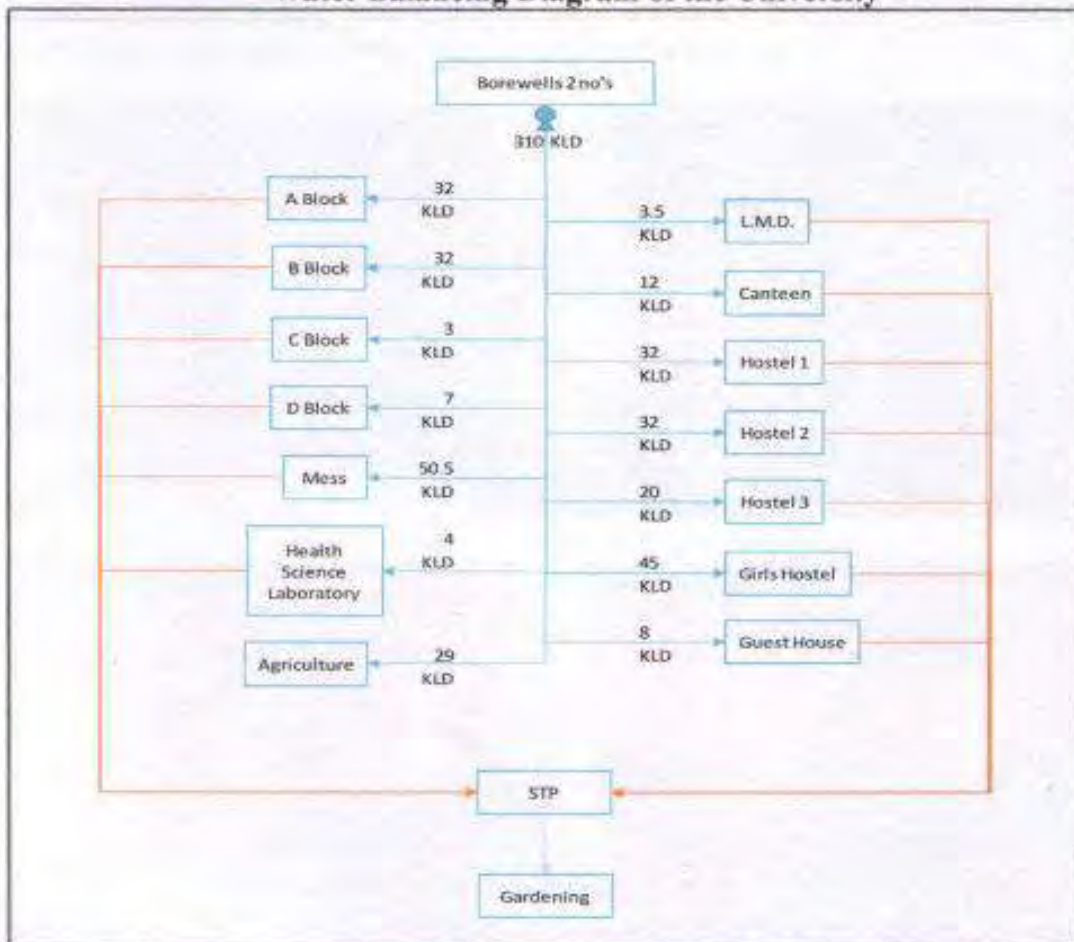 Water Balancing Diagram of the University
Borewells 2 no's
310 KLD
A Block
32
KLD
B Block
32
KLD
C Block
3
KLD
D Block
7
KLD
Mess
50.5
KLD
Health
Science
Laboratory
4
KLD
Agriculture
29
KLD
3.5
KLD
L.M.D.
12
KLD
Canteen
32
KLD
Hostel 1
32
KLD
Hostel 2
20
KLD
Hostel 3
45
KLD
Girls Hostel
8
KLD
Guest House
STP
Gardening